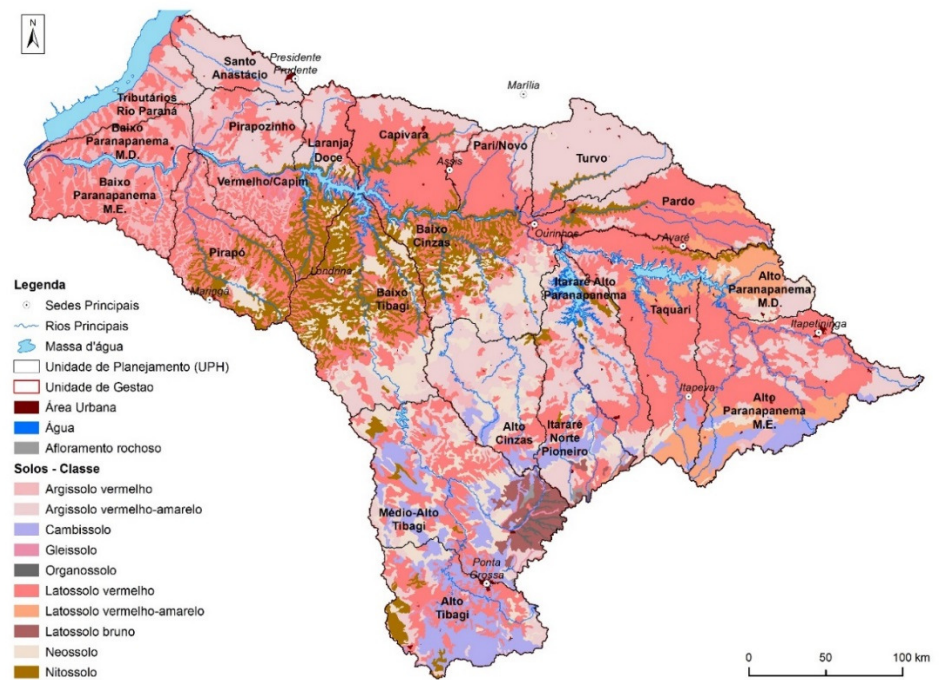 N
Santo
Anastácio
Presidente
Prudente
Marília
Tributários
Rio Paraná
Baixo
Paranapanema
M.D.
Pirapozinho
Laranja
Doce
Capivara
Assis
Pari/Novo
Turvo
Baixo
Paranapanema
M.E.
Vermelho/Capim
Pardo
Baixo
Cinzas
Ourinhos
Avaré
Pirapó
Londrina
Maringá
Baixo
Tibagi
Itararé Alto
Paranapanema
Taquari
Alto
Paranapanema
M.D.
Itapetininga
Itapeva
Alto
Paranapanema
M.E.
Alto
Cinzas
Itararé
Norte
Pioneiro
Médio-Alto
Tibagi
Ponta
Grossa
Alto
Tibagi
Legenda
Sedes Principais
Rios Principais
Massa d'água
Unidade de Planejamento (UPH)
Unidade de Gestao
Área Urbana
Água
Afloramento rochoso
Solos - Classe
Argissolo vermelho
Argissolo vermelho-amarelo
Cambissolo
Gleissolo
Organossolo
Latossolo vermelho
Latossolo vermelho-amarelo
Latossolo bruno
Neossolo
Nitossolo
0 50 100 km